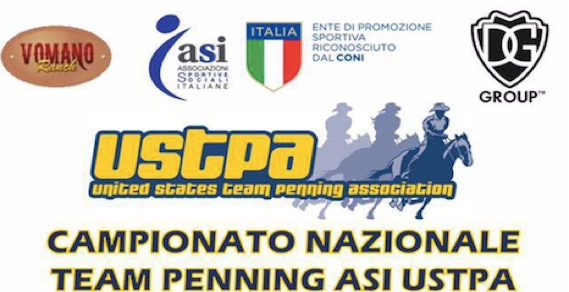 VOMANO
Ranch
asi
ASSOCIAZIONI
SPORTIVE
SOCIALI
ITALIANE
ITALIA
ENTE DI PROMOZIONE
SPORTIVA
RICONOSCIUTO
DAL CONI
DG
GROUP™
ustpa
united states team penning association
CAMPIONATO NAZIONALE
TEAM PENNING ASI USTPA